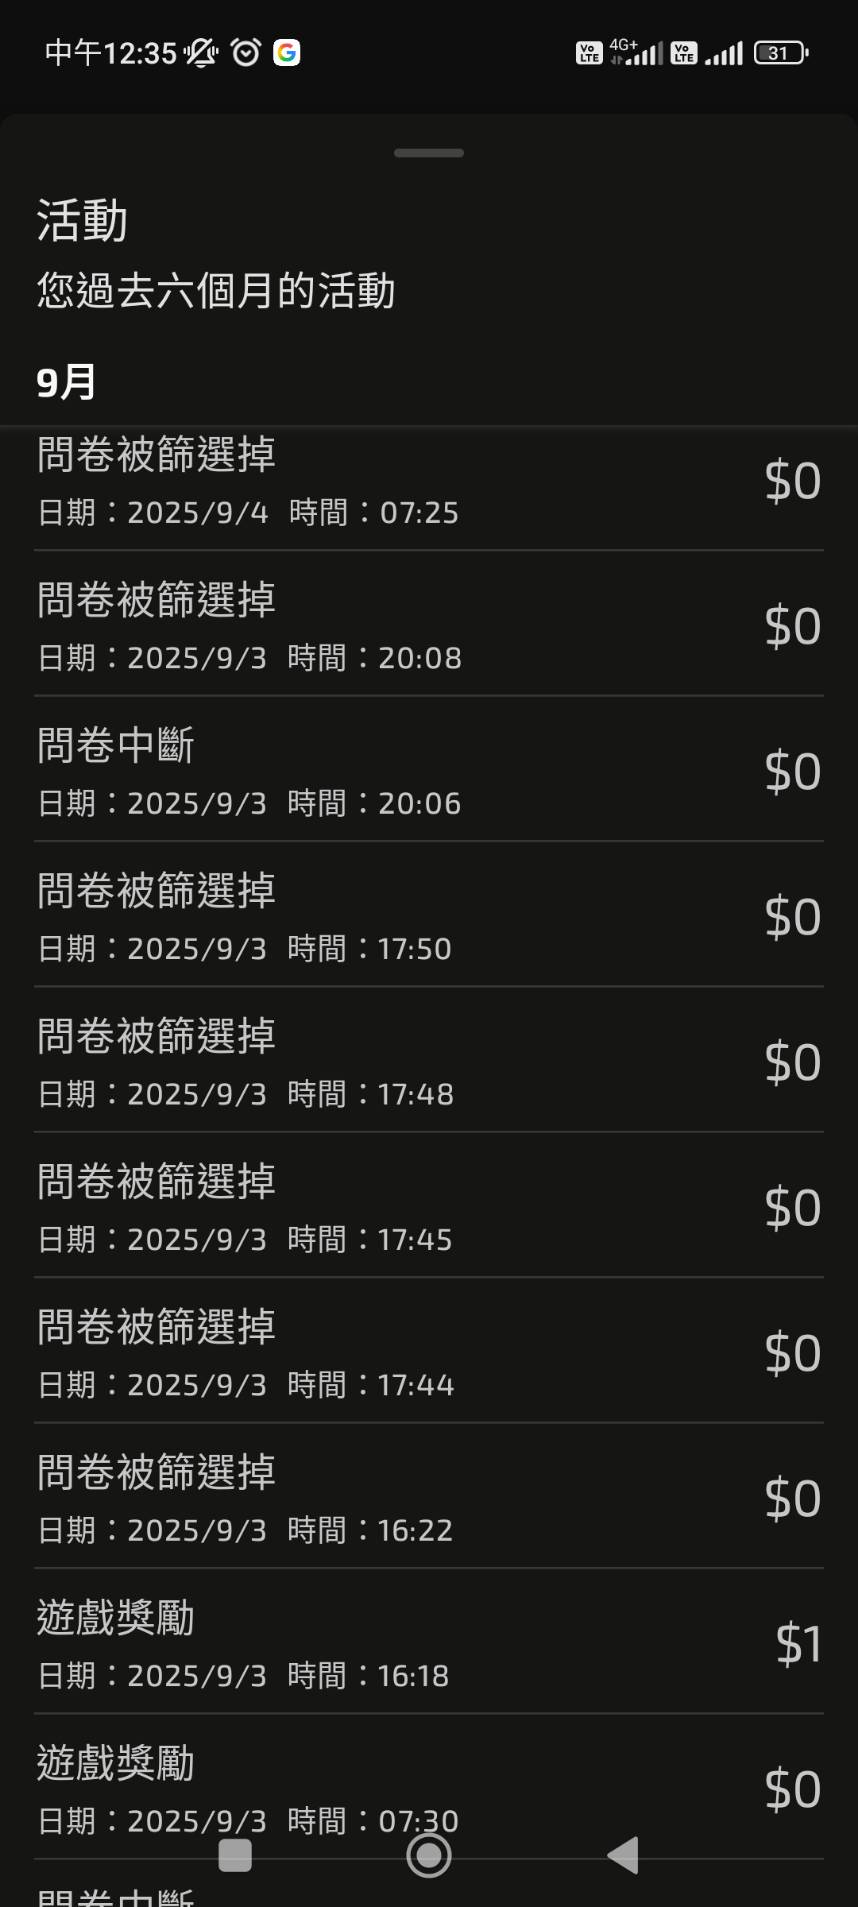 中午12:35
Vo LTE 4G+ Vo LTE 31
活動
您過去六個月的活動
9月
問卷被篩選掉
$0
日期：2025/9/4 時間：07:25
問卷被篩選掉
$0
日期：2025/9/3 時間：20:08
問卷中斷
$0
日期：2025/9/3 時間：20:06
問卷被篩選掉
$0
日期：2025/9/3 時間：17:50
問卷被篩選掉
$0
日期：2025/9/3 時間：17:48
問卷被篩選掉
$0
日期：2025/9/3 時間：17:45
問卷被篩選掉
$0
日期：2025/9/3 時間：17:44
問卷被篩選掉
$0
日期：2025/9/3 時間：16:22
遊戲獎勵
$1
日期：2025/9/3 時間：16:18
遊戲獎勵
$0
日期：2025/9/3 時間：07:30
問卷中斷